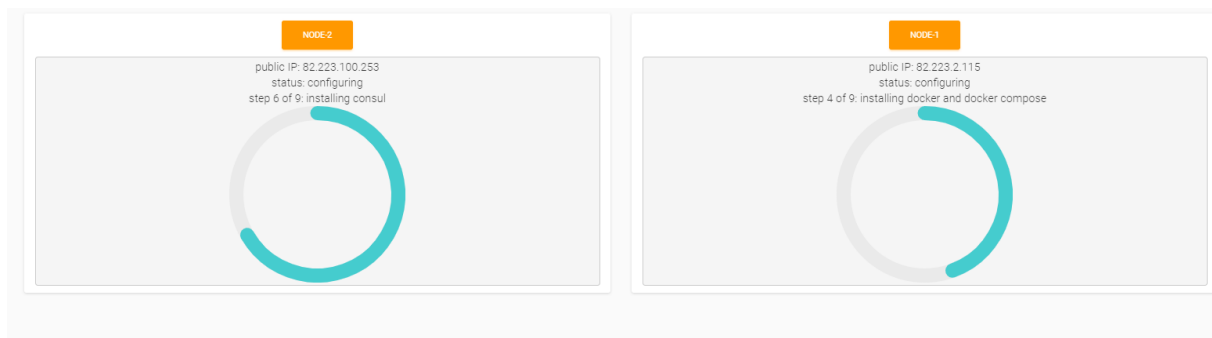 NODE-2
public IP: 82.223.100.253
status: configuring
step 6 of 9: installing consul
NODE-1
public IP: 82.223.2.115
status: configuring
step 4 of 9: installing docker and docker compose